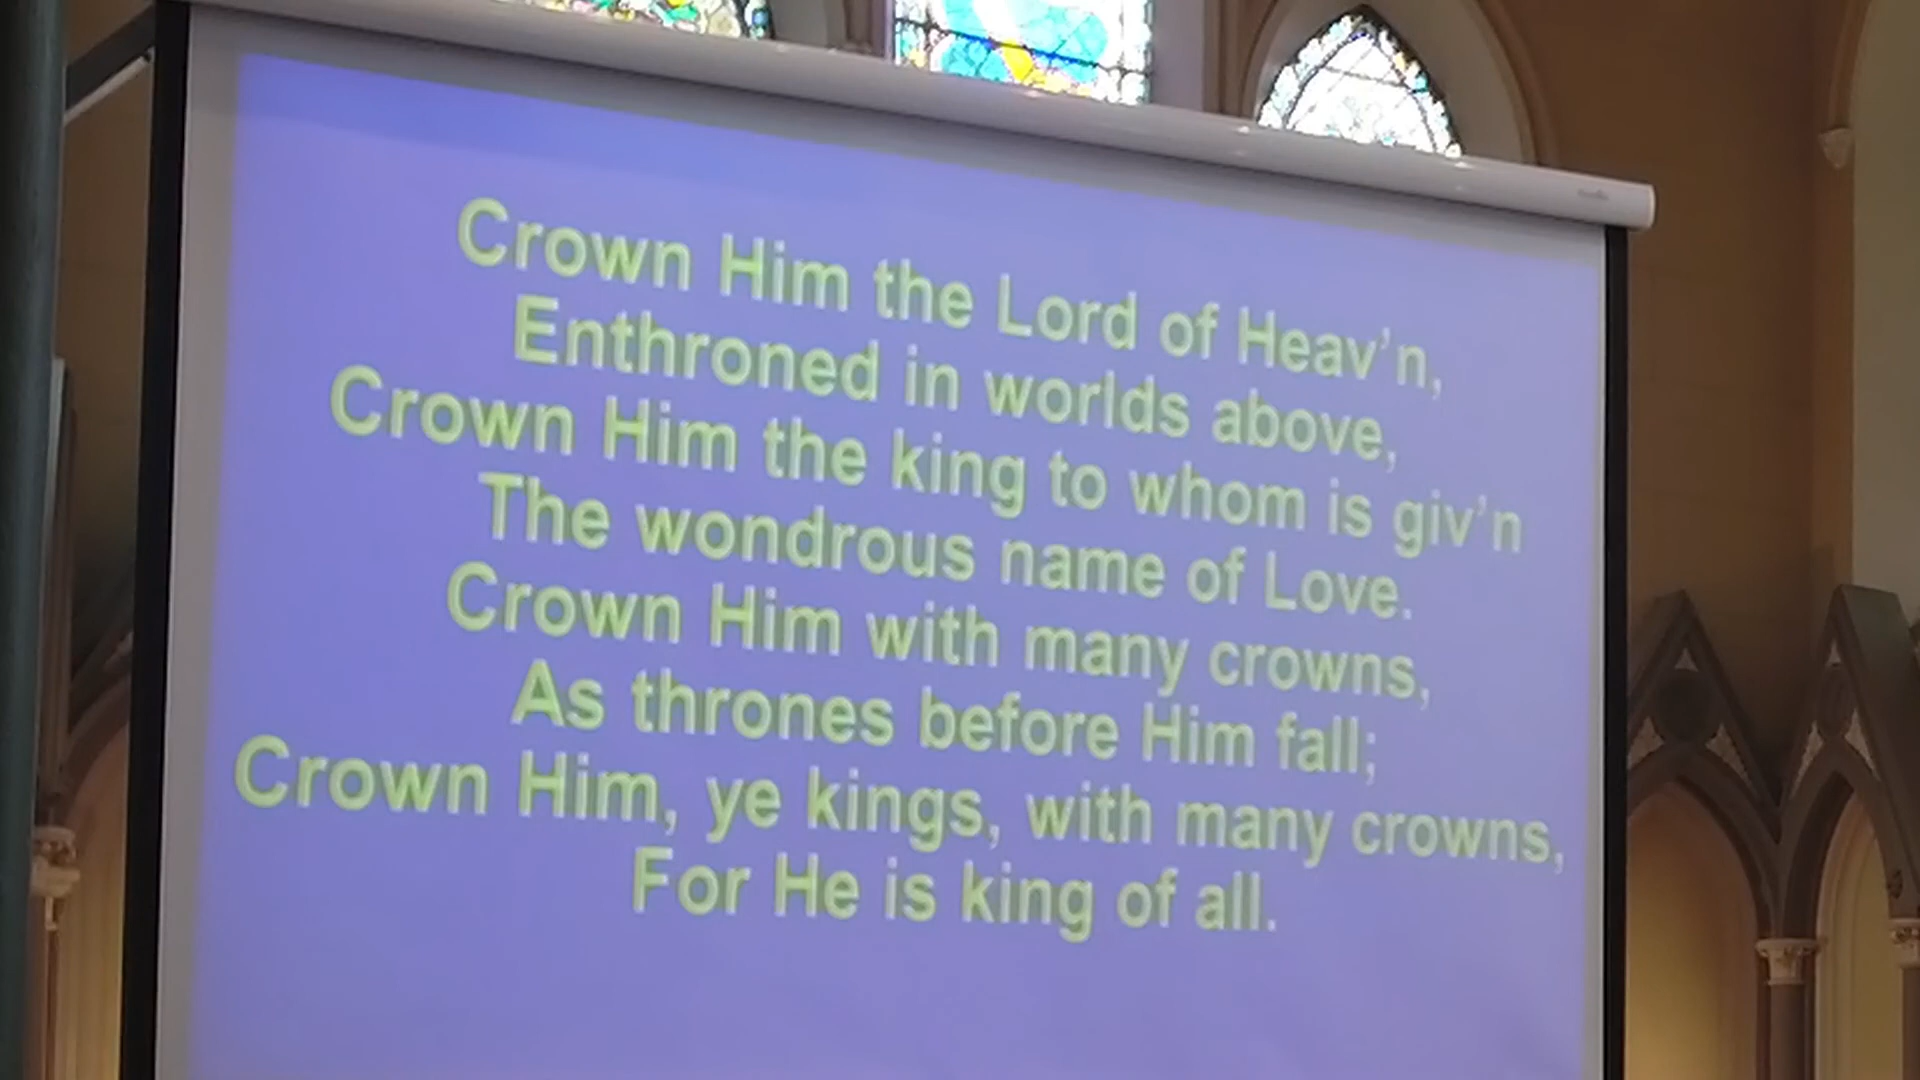 Crown Him the Lord of Heav’n,
Enthroned in worlds above,
Crown Him the king to whom is giv’n
The wondrous name of Love.
Crown Him with many crowns,
As thrones before Him fall;
Crown Him, ye kings, with many crowns,
For He is king of all.